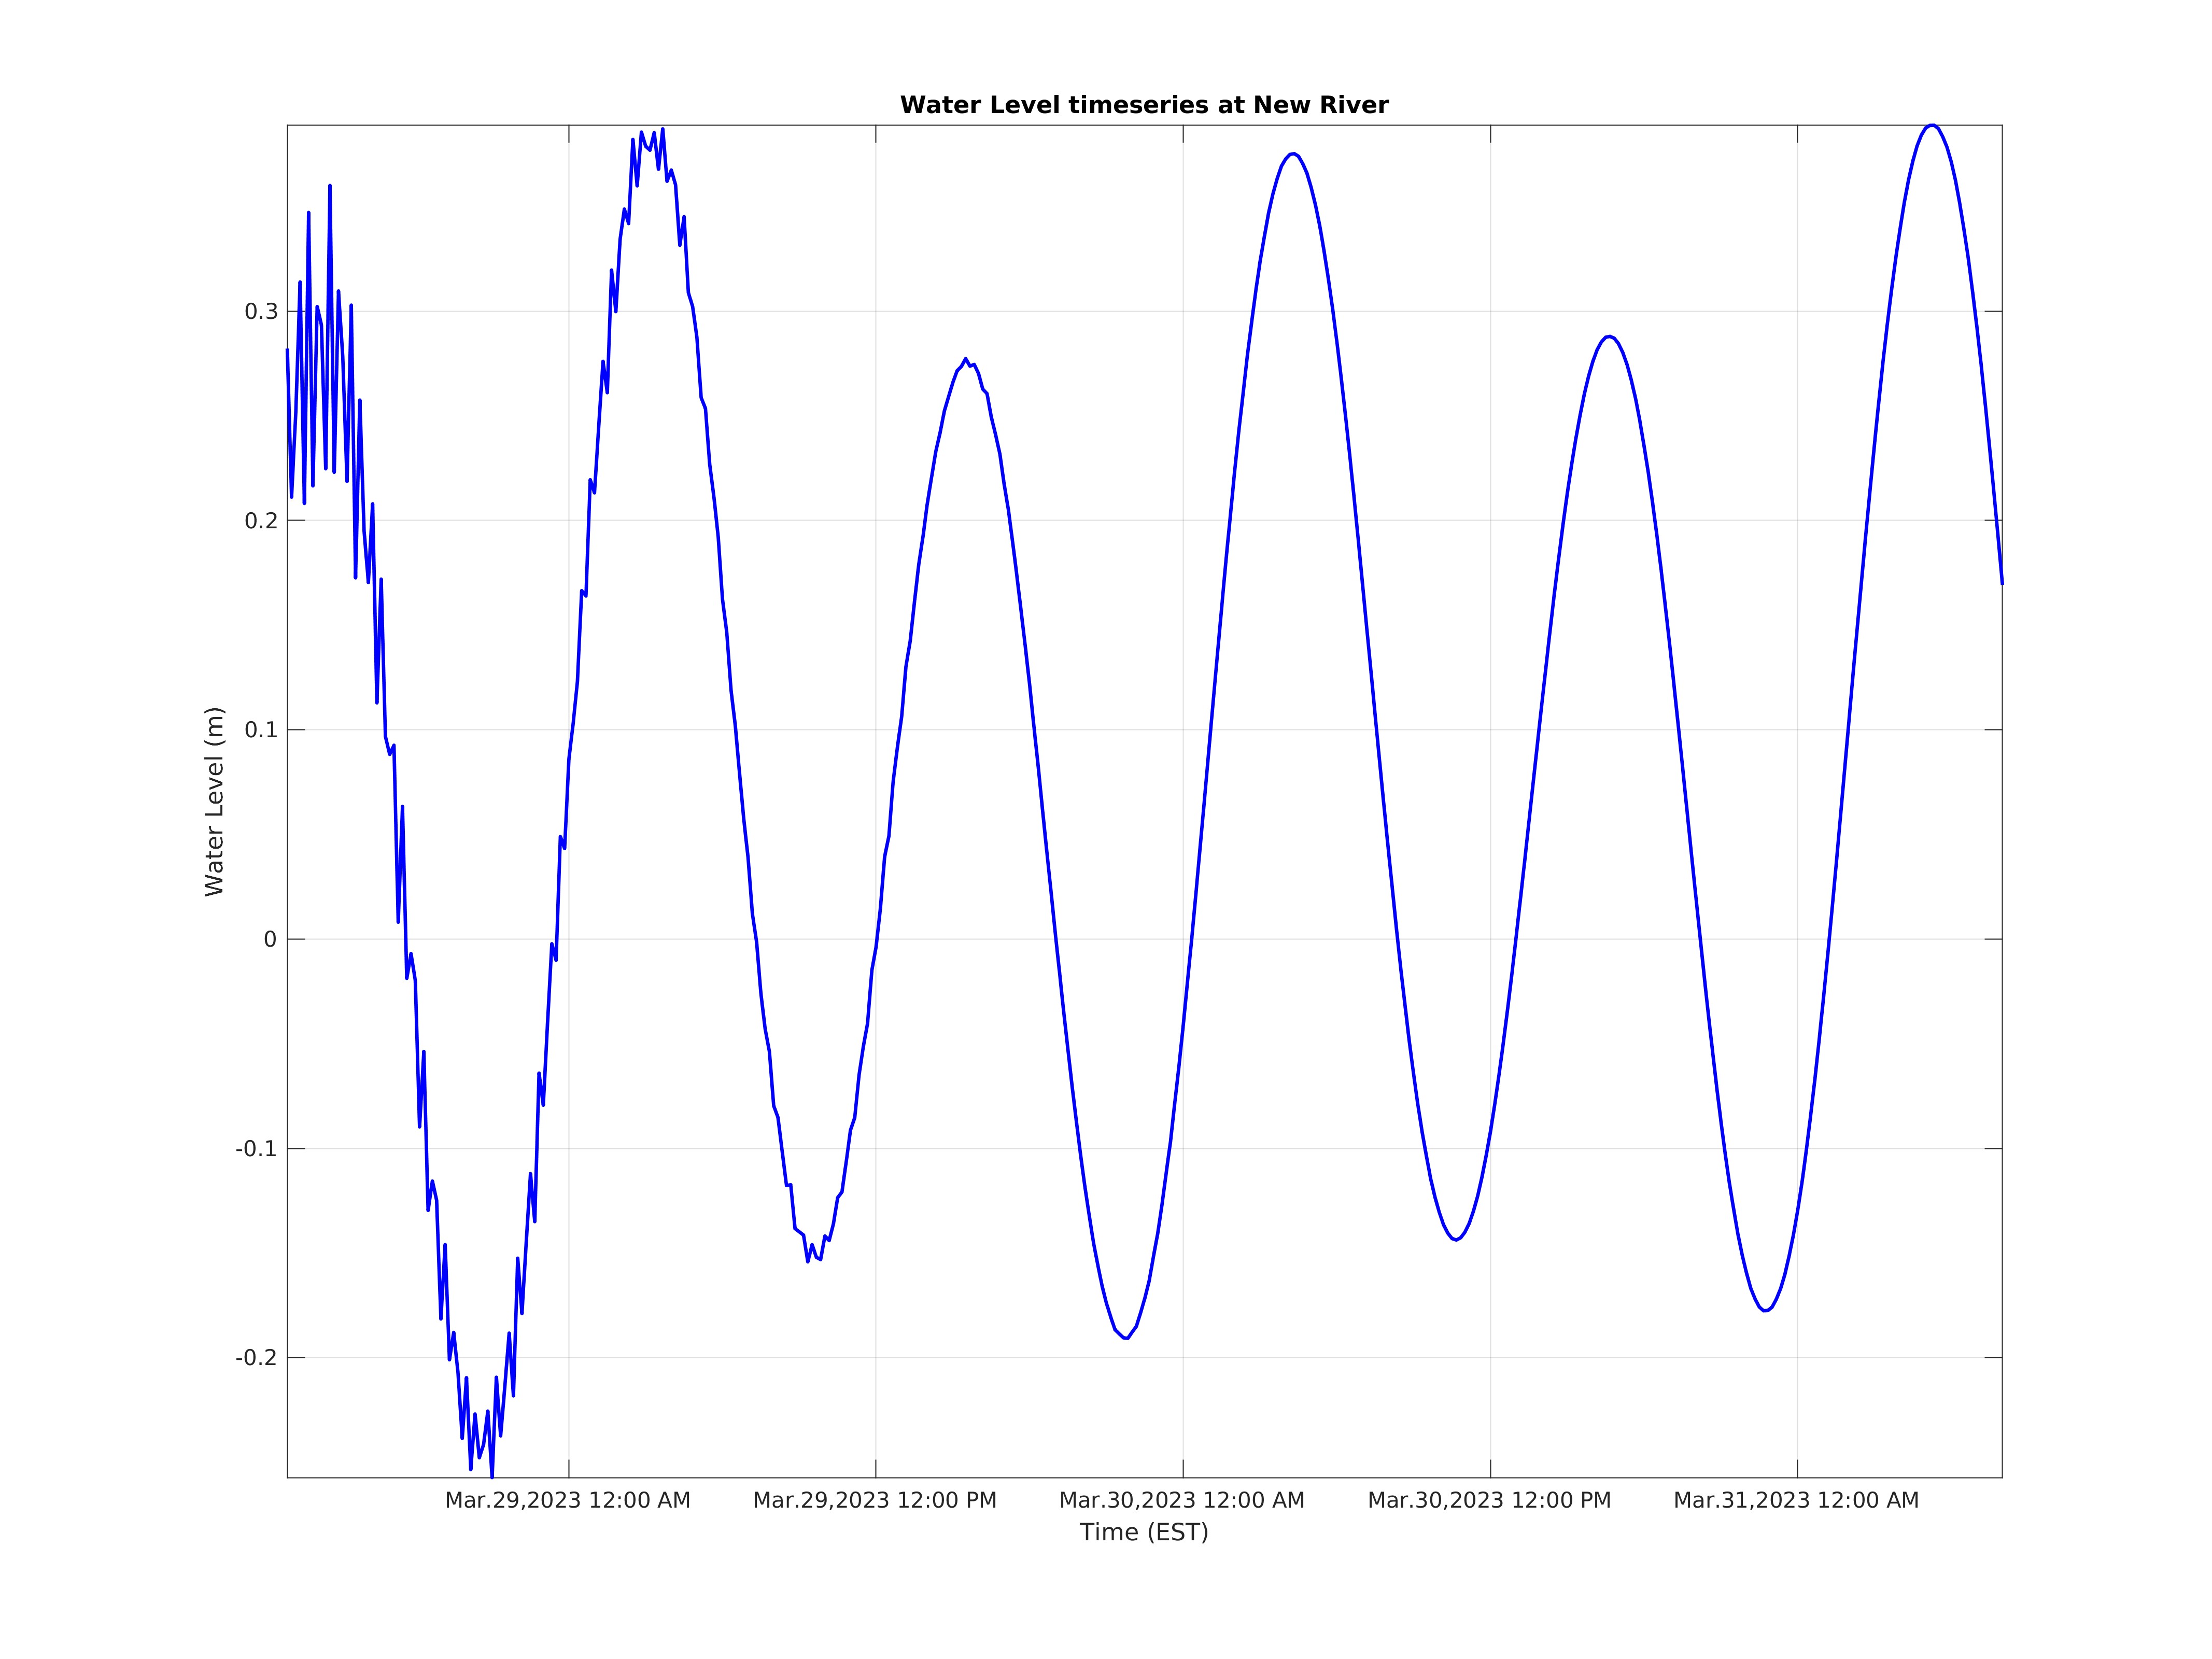 Water Level timeseries at New River
0.3
0.2
0.1
0
-0.1
-0.2
Water Level (m)
Mar.29,2023 12:00 AM
Mar.29,2023 12:00 PM
Mar.30,2023 12:00 AM
Mar.30,2023 12:00 PM
Mar.31,2023 12:00 AM
Time (EST)